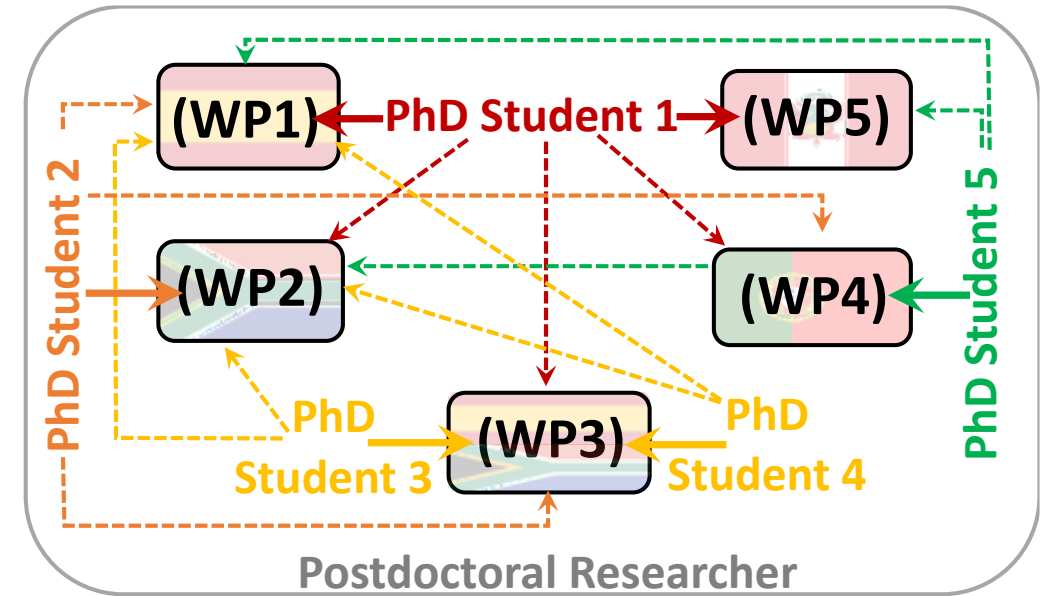 (WP1)
PhD Student 1
(WP5)
PhD Student 2
(WP2)
(WP4)
PhD Student 5
PhD
Student 3
(WP3)
PhD
Student 4
Postdoctoral Researcher